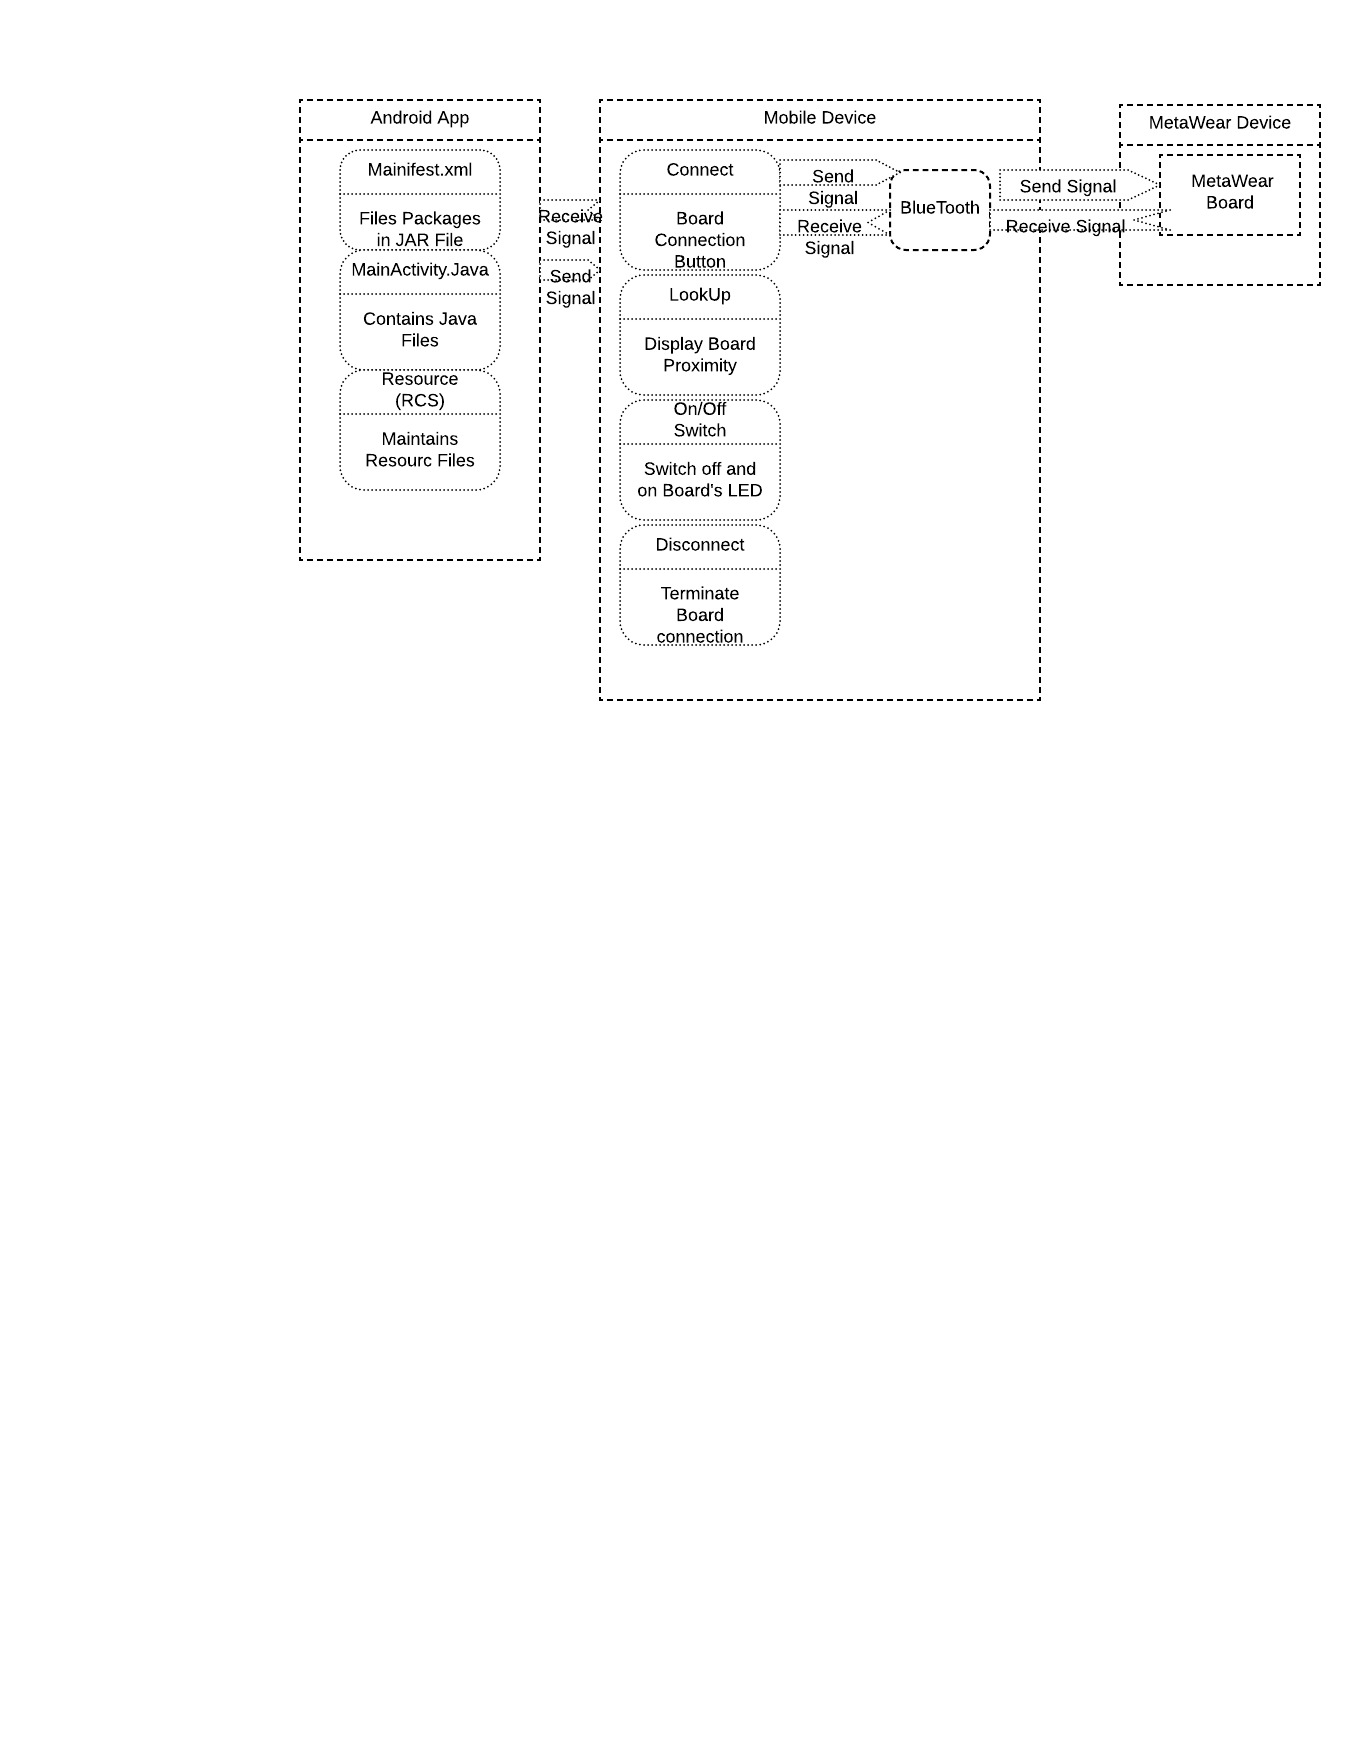 Android App
Mainifest.xml
Files Packages
in JAR File
MainActivity.Java
Contains Java
Files
Resource
(RCS)
Maintains
Resourc Files
Receive
Signal
Send
Signal
Mobile Device
Connect
Board
Connection
Button
LookUp
Display Board
Proximity
On/Off
Switch
Switch off and
on Board's LED
Disconnect
Terminate
Board
connection
Send
Signal
Receive
Signal
BlueTooth
Send Signal
Receive Signal
MetaWear Device
MetaWear
Board